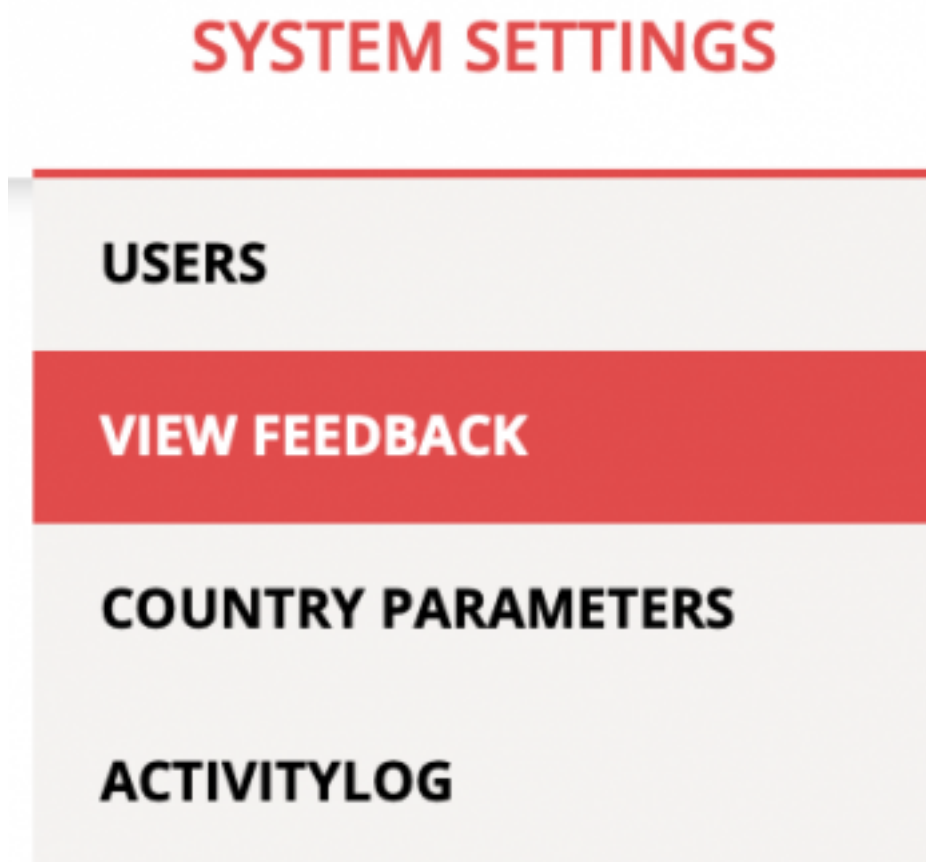 SYSTEM SETTINGS
USERS
VIEW FEEDBACK
COUNTRY PARAMETERS
ACTIVITYLOG